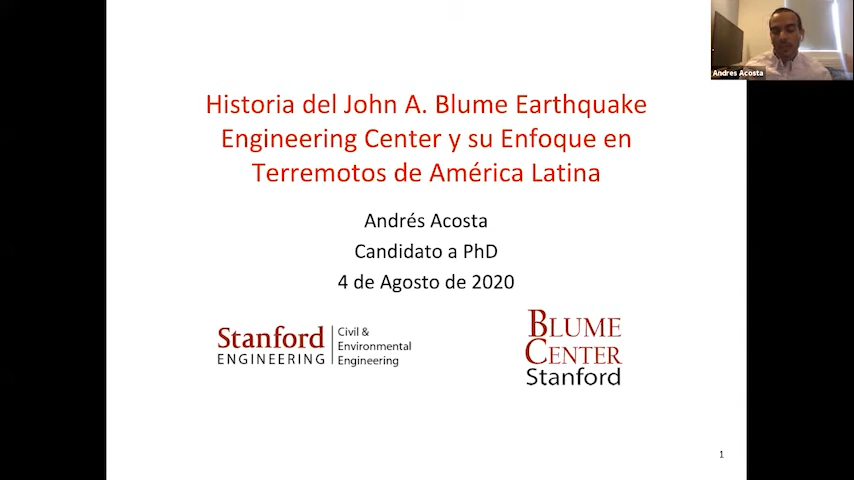 Andres Acosta
Historia del John A. Blume Earthquake
Engineering Center y su Enfoque en
Terremotos de América Latina
Andrés Acosta
Candidato a PhD
4 de Agosto de 2020
Stanford
ENGINEERING
Civil &
Environmental
Engineering
BLUME
CENTER
Stanford
1